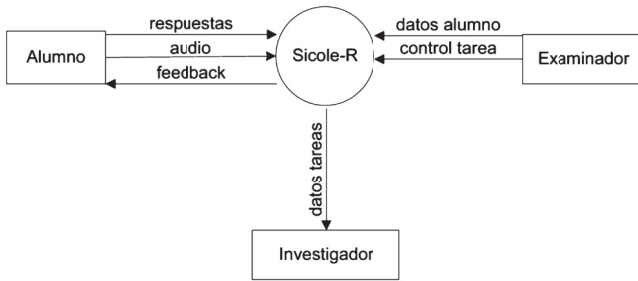 respuestas
audio
feedback
Alumno
Sicole-R
datos alumno
control tarea
Examinador
datos tareas
Investigador